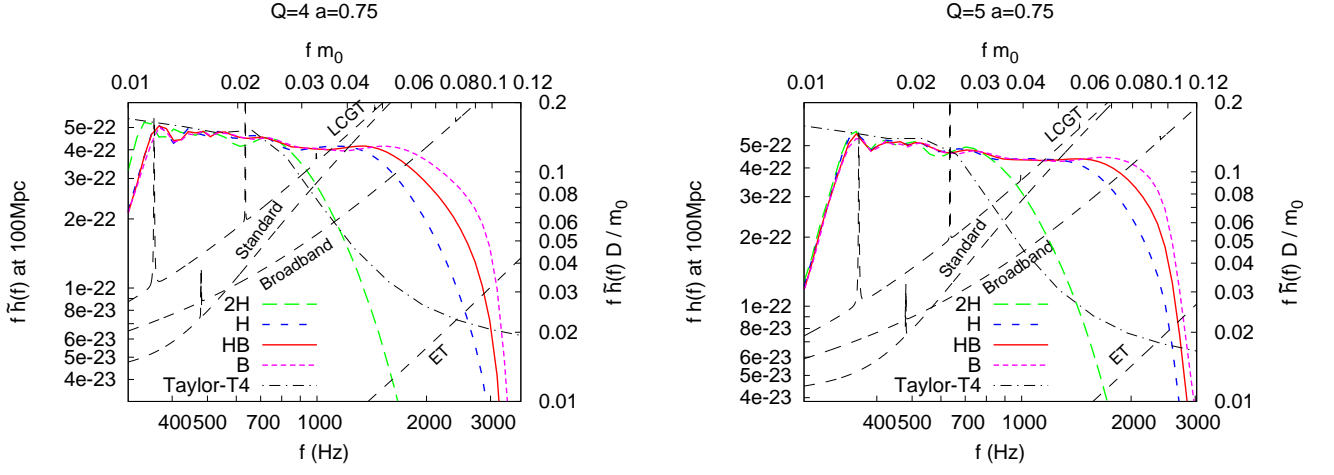 Q=4 a=0.75
f m0
0.01 0.02 0.03 0.04 0.06 0.08 0.1 0.12
f h̃(f) at 100Mpc
5e-22
4e-22
3e-22
2e-22
1e-22
8e-23
6e-23
5e-23
4e-23
LCGT
Standard
Broadband
ET
2H
H
HB
B
Taylor-T4
0.2
0.1
0.08
0.06
0.05
0.04
0.03
0.02
0.01
f h̃(f) D / m0
400 500 700 1000 2000
f (Hz)
Q=5 a=0.75
f m0
0.01 0.02 0.03 0.04 0.06 0.08 0.1 0.12
f h(f) at 100Mpc
5e-22
4e-22
3e-22
2e-22
1e-22
8e-23
6e-23
5e-23
4e-23
LCGT
Standard
Broadband
ET
2H
H
HB
B
Taylor-T4
0.2
0.1
0.08
0.06
0.05
0.04
0.03
0.02
0.01
f h̃(f) D / m0
400 500 700 1000 2000 3000
f (Hz)